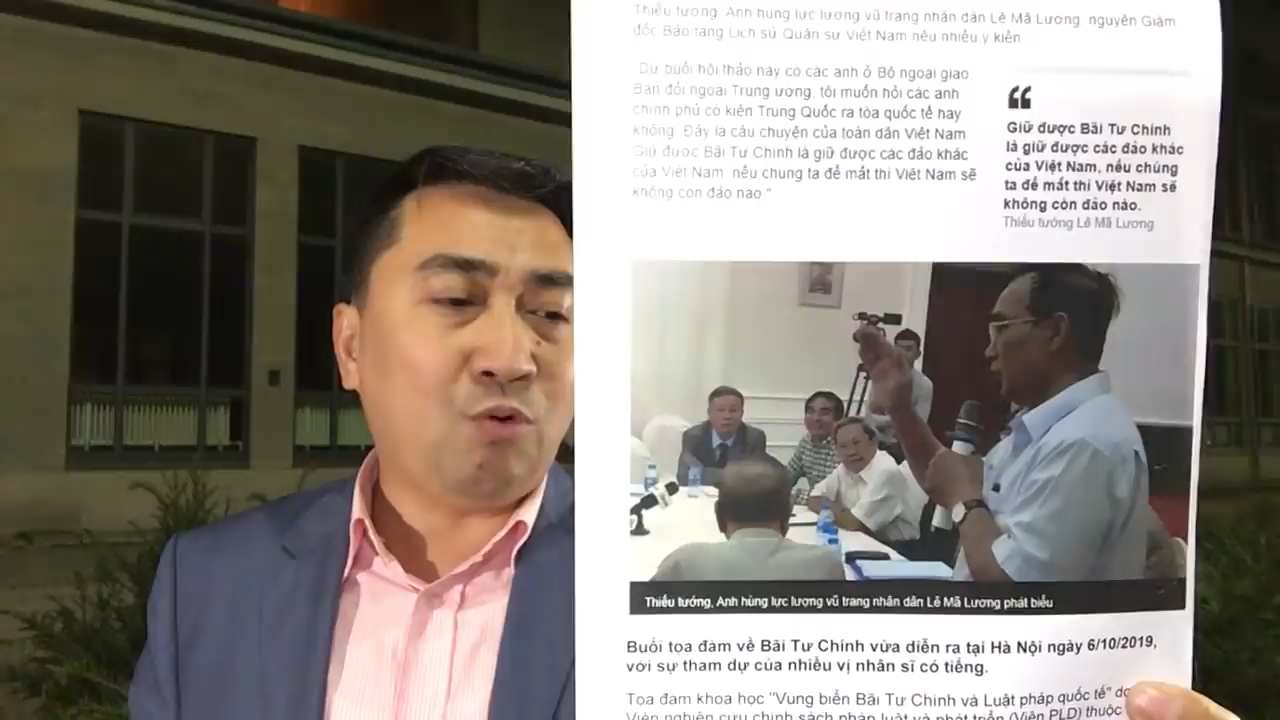 Thiếu tướng, Anh hùng lực lượng vũ trang nhân dân Lê Mã Lương, nguyên Giám
đốc Bảo tàng Lịch sử Quân sự Việt Nam nêu nhiều ý kiến
"Dự buổi hội thảo này có các anh ở Bộ ngoại giao,
Ban đối ngoại Trung ương, tôi muốn hỏi các anh
chính phủ có kiện Trung Quốc ra tòa quốc tế hay
không. Đây là câu chuyện của toàn dân Việt Nam.
Giữ được Bãi Tư Chính là giữ được các đảo khác
của Việt Nam, nếu chúng ta để mất thì Việt Nam sẽ
không còn đảo nào."
“
Giữ được Bãi Tư Chính
là giữ được các đảo khác
của Việt Nam, nếu chúng
ta để mất thì Việt Nam sẽ
không còn đảo nào.
Thiếu tướng Lê Mã Lương
Thiếu tướng, Anh hùng lực lượng vũ trang nhân dân Lê Mã Lương phát biểu
Buổi tọa đàm về Bãi Tư Chính vừa diễn ra tại Hà Nội ngày 6/10/2019,
với sự tham dự của nhiều vị nhân sĩ có tiếng.
Tọa đàm khoa học "Vùng biển Bãi Tư Chính và Luật pháp quốc tế"
Viện nghiên cứu chính sách pháp luật và phát triển (Viện PLD) thuộc